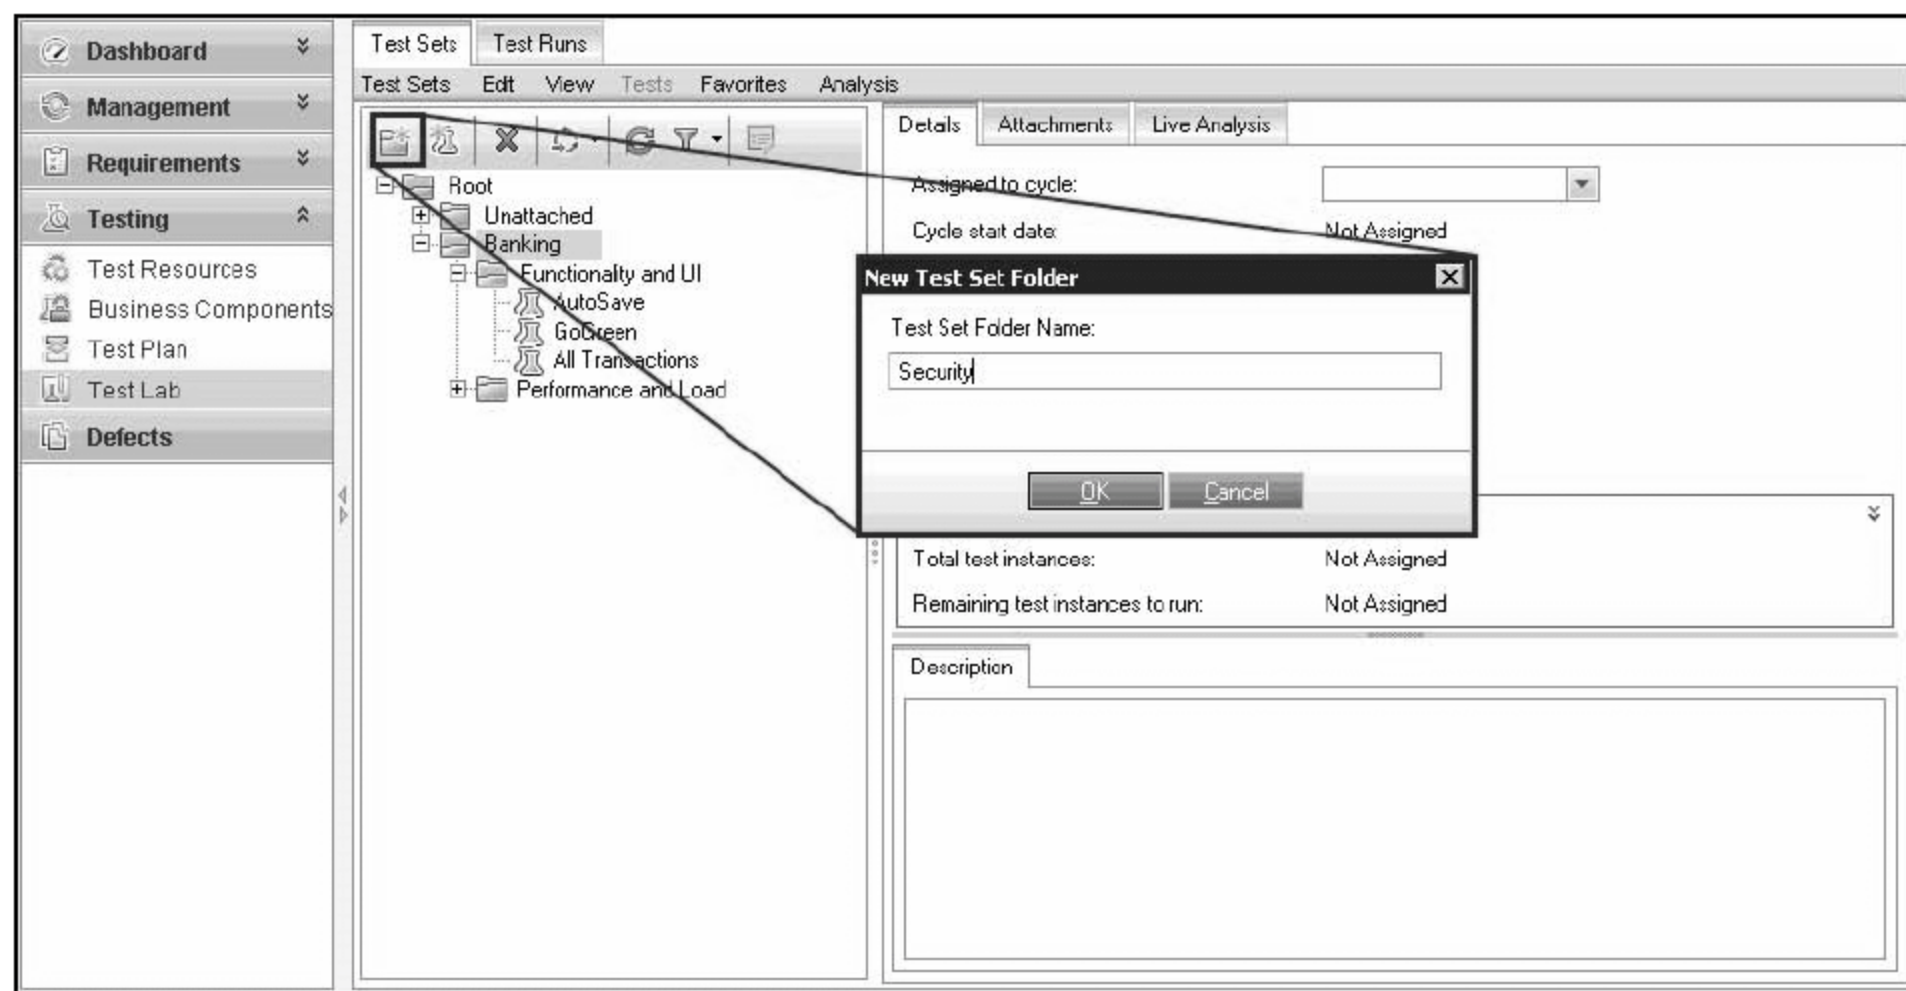 Dashboard
Management
Requirements
Testing
Test Resources
Business Components
Test Plan
Test Lab
Defects
Test Sets Test Runs
Test Sets Edit View Tests Favorites Analysis
Root
Unattached
Banking
Functionality and UI
AutoSave
GoGreen
All Transactions
Performance and Load
Details Attachments Live Analysis
Assigned to cycle:
Cycle start date: Not Assigned
New Test Set Folder
Test Set Folder Name:
Security
OK Cancel
Total test instances: Not Assigned
Remaining test instances to run: Not Assigned
Description